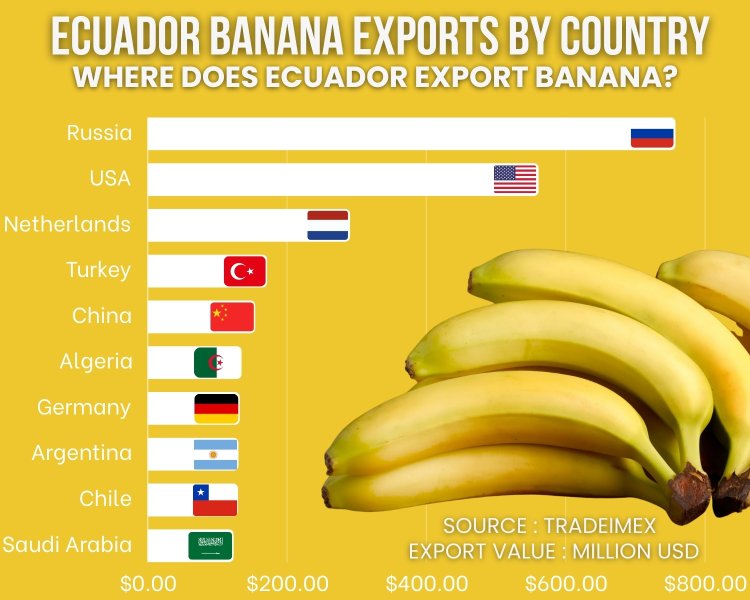 ECUADOR BANANA EXPORTS BY COUNTRY
WHERE DOES ECUADOR EXPORT BANANA?
Russia
USA
Netherlands
Turkey
China
Algeria
Germany
Argentina
Chile
Saudi Arabia
SOURCE : TRADEIMEX
EXPORT VALUE : MILLION USD
$0.00 $200.00 $400.00 $600.00 $800.00